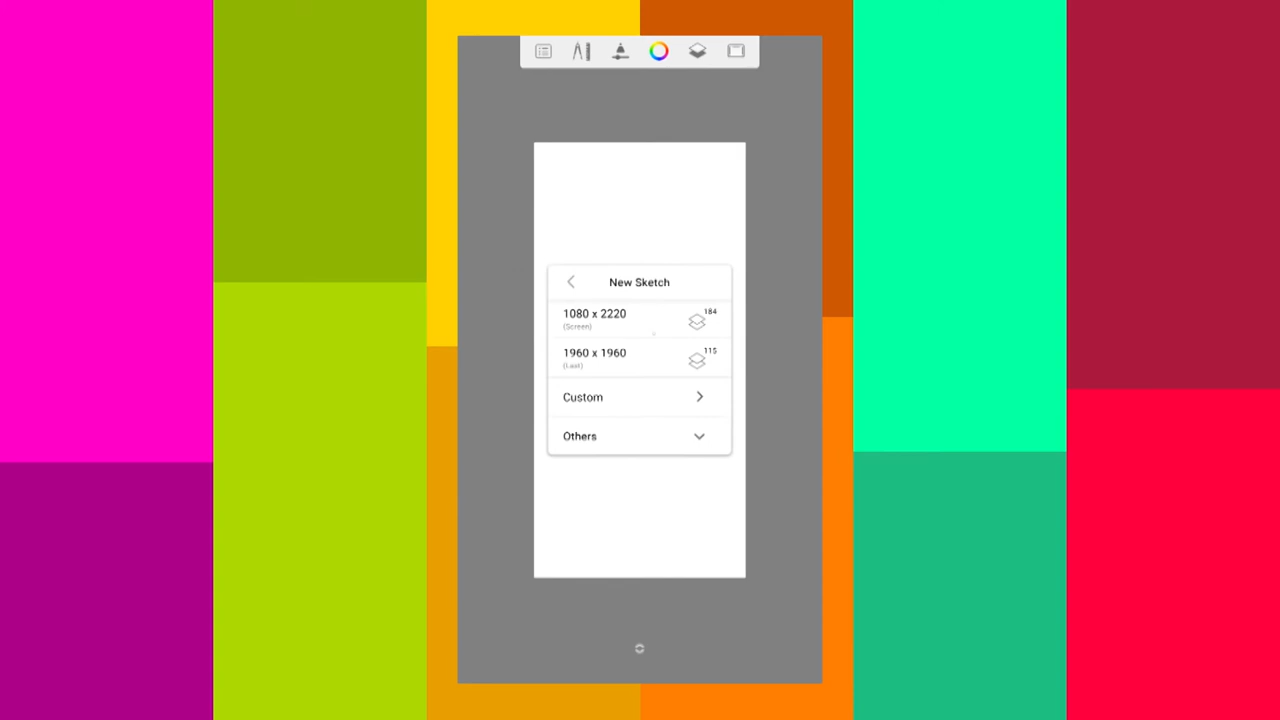 New Sketch
1080 x 2220
184
(Screen)
1960 x 1960
115
(Last)
Custom
Others